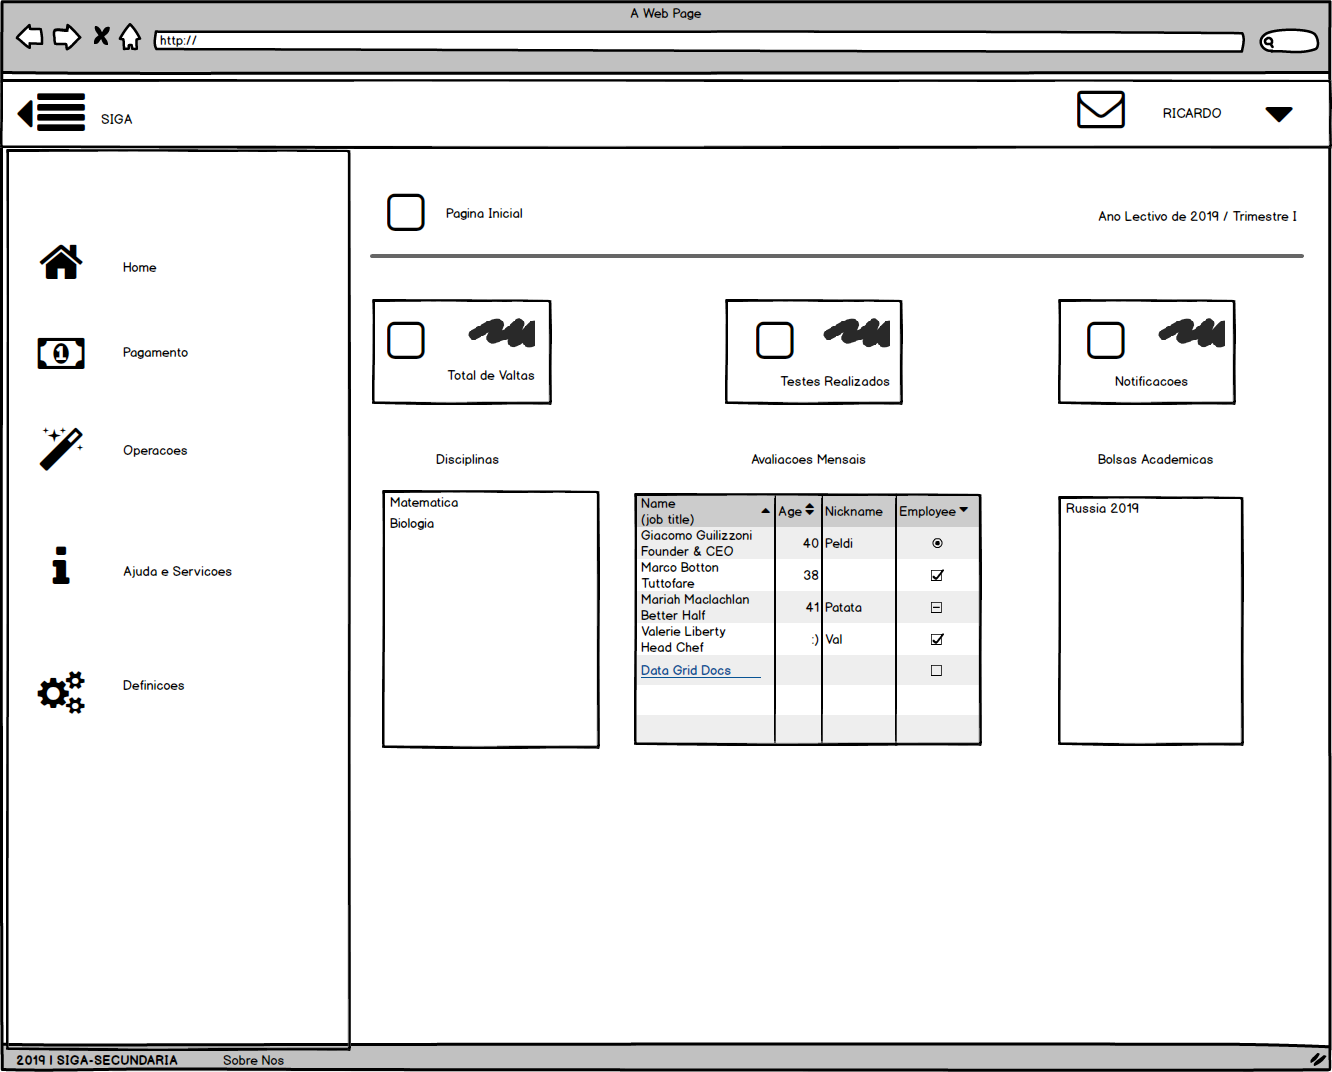 A Web Page
http://
SIGA
RICARDO
Home
Pagamento
Operacoes
Ajuda e Servicoes
Definicoes
Pagina Inicial
Ano Lectivo de 2019 / Trimestre I
Total de Valtas
Testes Realizados
Notificacoes
Disciplinas
Matematica
Biologia
Avaliacoes Mensais
Name
(job title)
Age
Nickname
Employee
Giacomo Guilizzoni
Founder & CEO
40
Peldi
Marco Botton
Tuttofare
38
Mariah Maclachlan
Better Half
41
Patata
Valerie Liberty
Head Chef
:)
Val
Data Grid Docs
Bolsas Academicas
Russia 2019
2019 | SIGA-SECUNDARIA
Sobre Nos